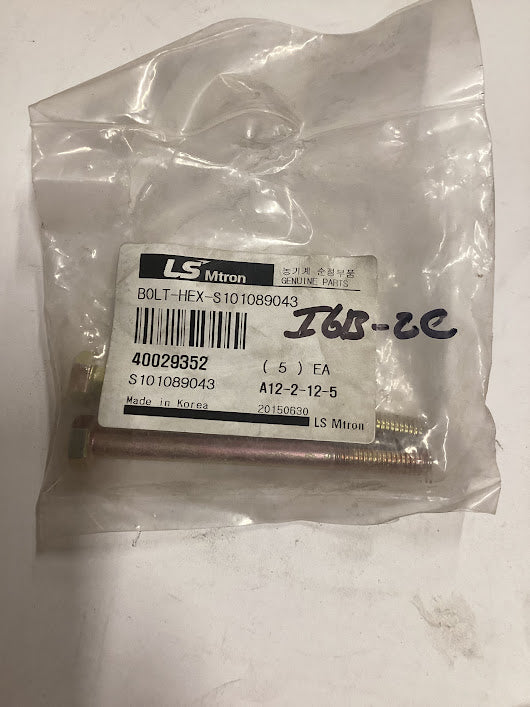 LS Mtron
농기계 순정부품
GENUINE PARTS
BOLT-HEX-S101089043
I6B-2C
40029352
( 5 ) EA
S101089043
A12-2-12-5
Made in Korea
20150630
LS Mtron